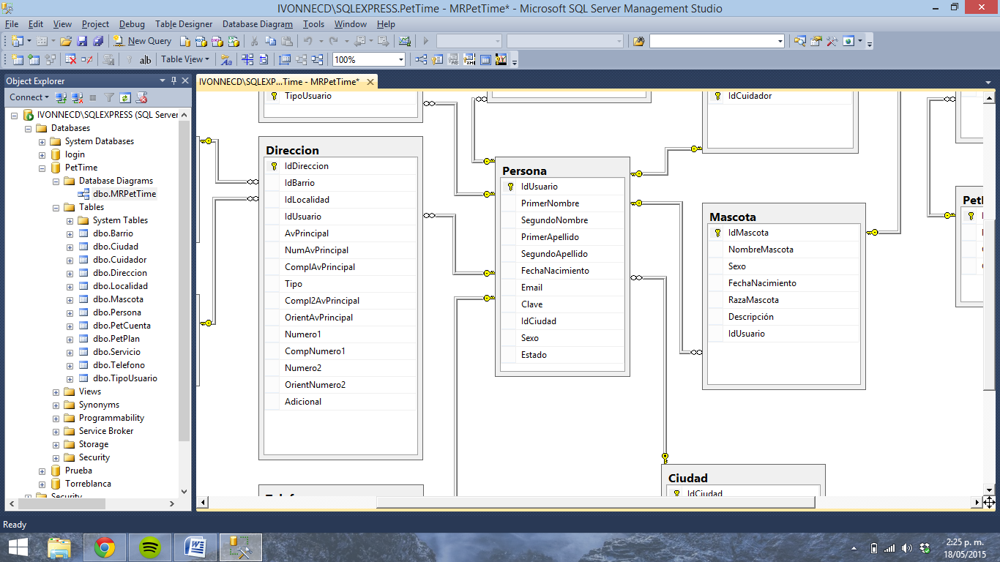 IVONNECD\SQLEXPRESS.PetTime - MRPetTime* - Microsoft SQL Server Management Studio
File Edit View Project Debug Table Designer Database Diagram Tools Window Help
New Query
ab Table View 100%
Object Explorer
Connect
IVONNECD\SQLEXPRESS (SQL Server
Databases
System Databases
login
PetTime
Database Diagrams
dbo.MRPetTime
Tables
System Tables
dbo.Barrio
dbo.Ciudad
dbo.Cuidador
dbo.Direccion
dbo.Localidad
dbo.Mascota
dbo.Persona
dbo.PetCuenta
dbo.PetPlan
dbo.Servicio
dbo.Telefono
dbo.TipoUsuario
Views
Synonyms
Programmability
Service Broker
Storage
Security
Prueba
Torreblanca
Security
IVONNECD\SQLEXP...Time - MRPetTime*
TipoUsuario
Direccion
IdDireccion
IdBarrio
IdLocalidad
IdUsuario
AvPrincipal
NumAvPrincipal
ComplAvPrincipal
Tipo
Compl2AvPrincipal
OrientAvPrincipal
Numero1
CompNumero1
Numero2
OrientNumero2
Adicional
Persona
IdUsuario
PrimerNombre
SegundoNombre
PrimerApellido
SegundoApellido
FechaNacimiento
Email
Clave
IdCiudad
Sexo
Estado
IdCuidador
Mascota
IdMascota
NombreMascota
Sexo
FechaNacimiento
RazaMascota
Descripción
IdUsuario
Ciudad
IdCiudad
Ready
2:25 p. m.
18/05/2015